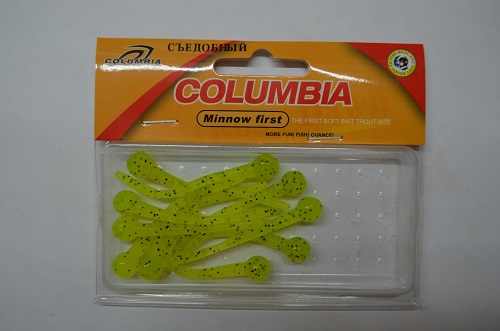 СЪЕДОБНЫЙ
COLUMBIA
COLUMBIA
Minnow first
THE FIRST SOFT BAIT TROUT BITE
MORE FUN! FISH! CHANCE!